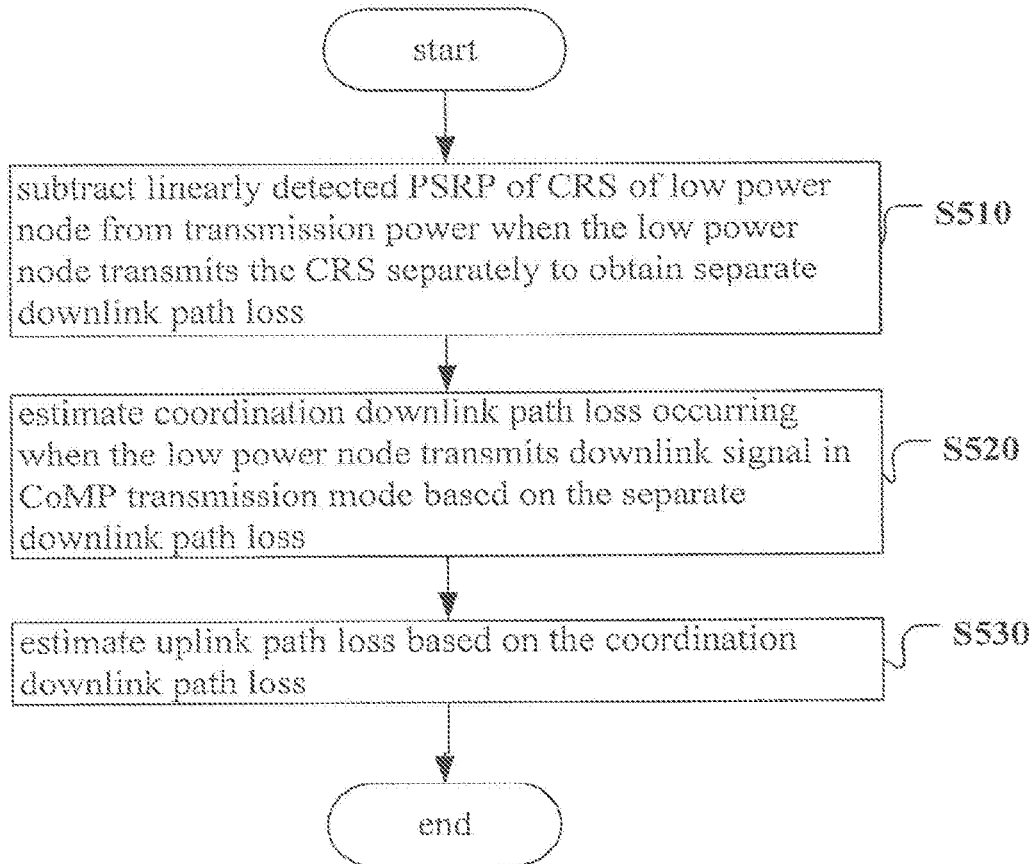 start
subtract linearly detected PSRP of CRS of low power
node from transmission power when the low power
node transmits the CRS separately to obtain separate
downlink path loss
S510
estimate coordination downlink path loss occurring
when the low power node transmits downlink signal in
CoMP transmission mode based on the separate
downlink path loss
S520
estimate uplink path loss based on the coordination
downlink path loss
S530
end